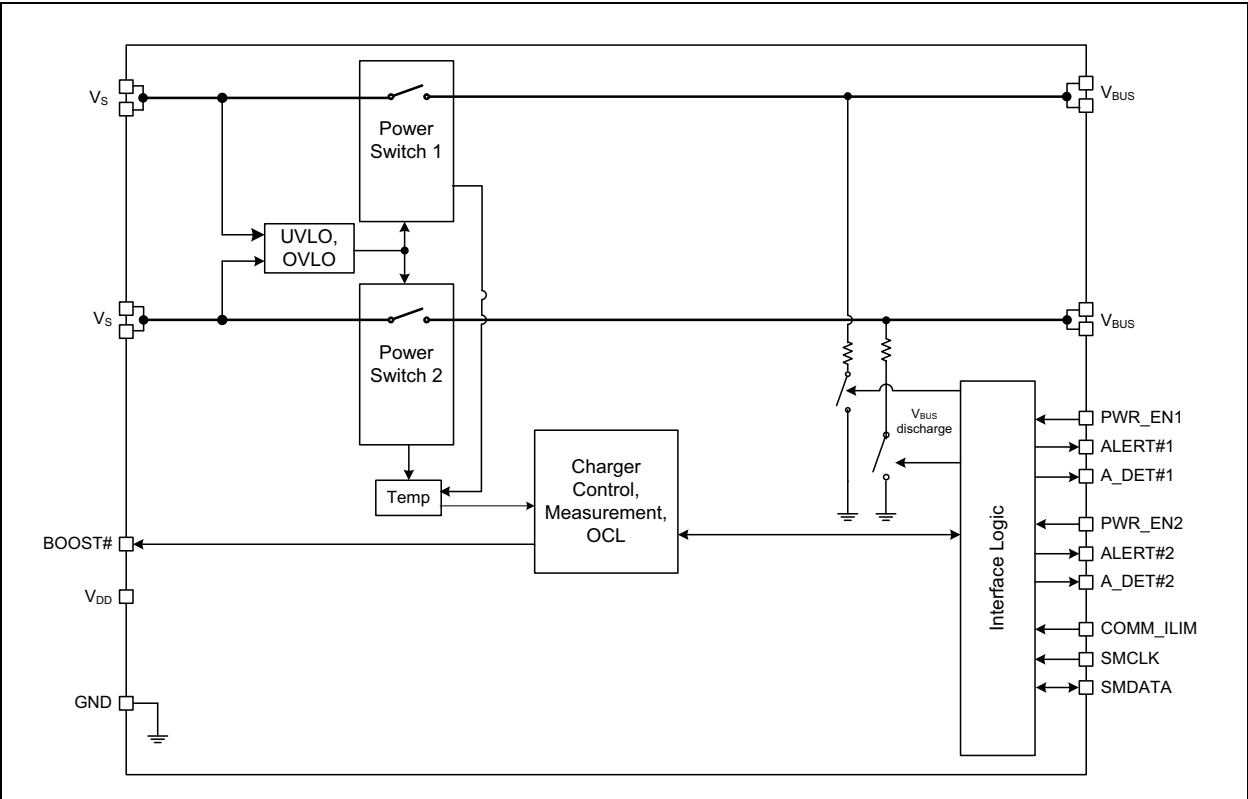 VS
VBUS
Power
Switch 1
UVLO,
OVLO
VS
VBUS
Power
Switch 2
VBUS
discharge
PWR_EN1
ALERT#1
A_DET#1
Temp
Charger
Control,
Measurement,
OCL
Interface Logic
PWR_EN2
BOOST#
ALERT#2
A_DET#2
VDD
COMM_ILIM
SMCLK
SMDATA
GND